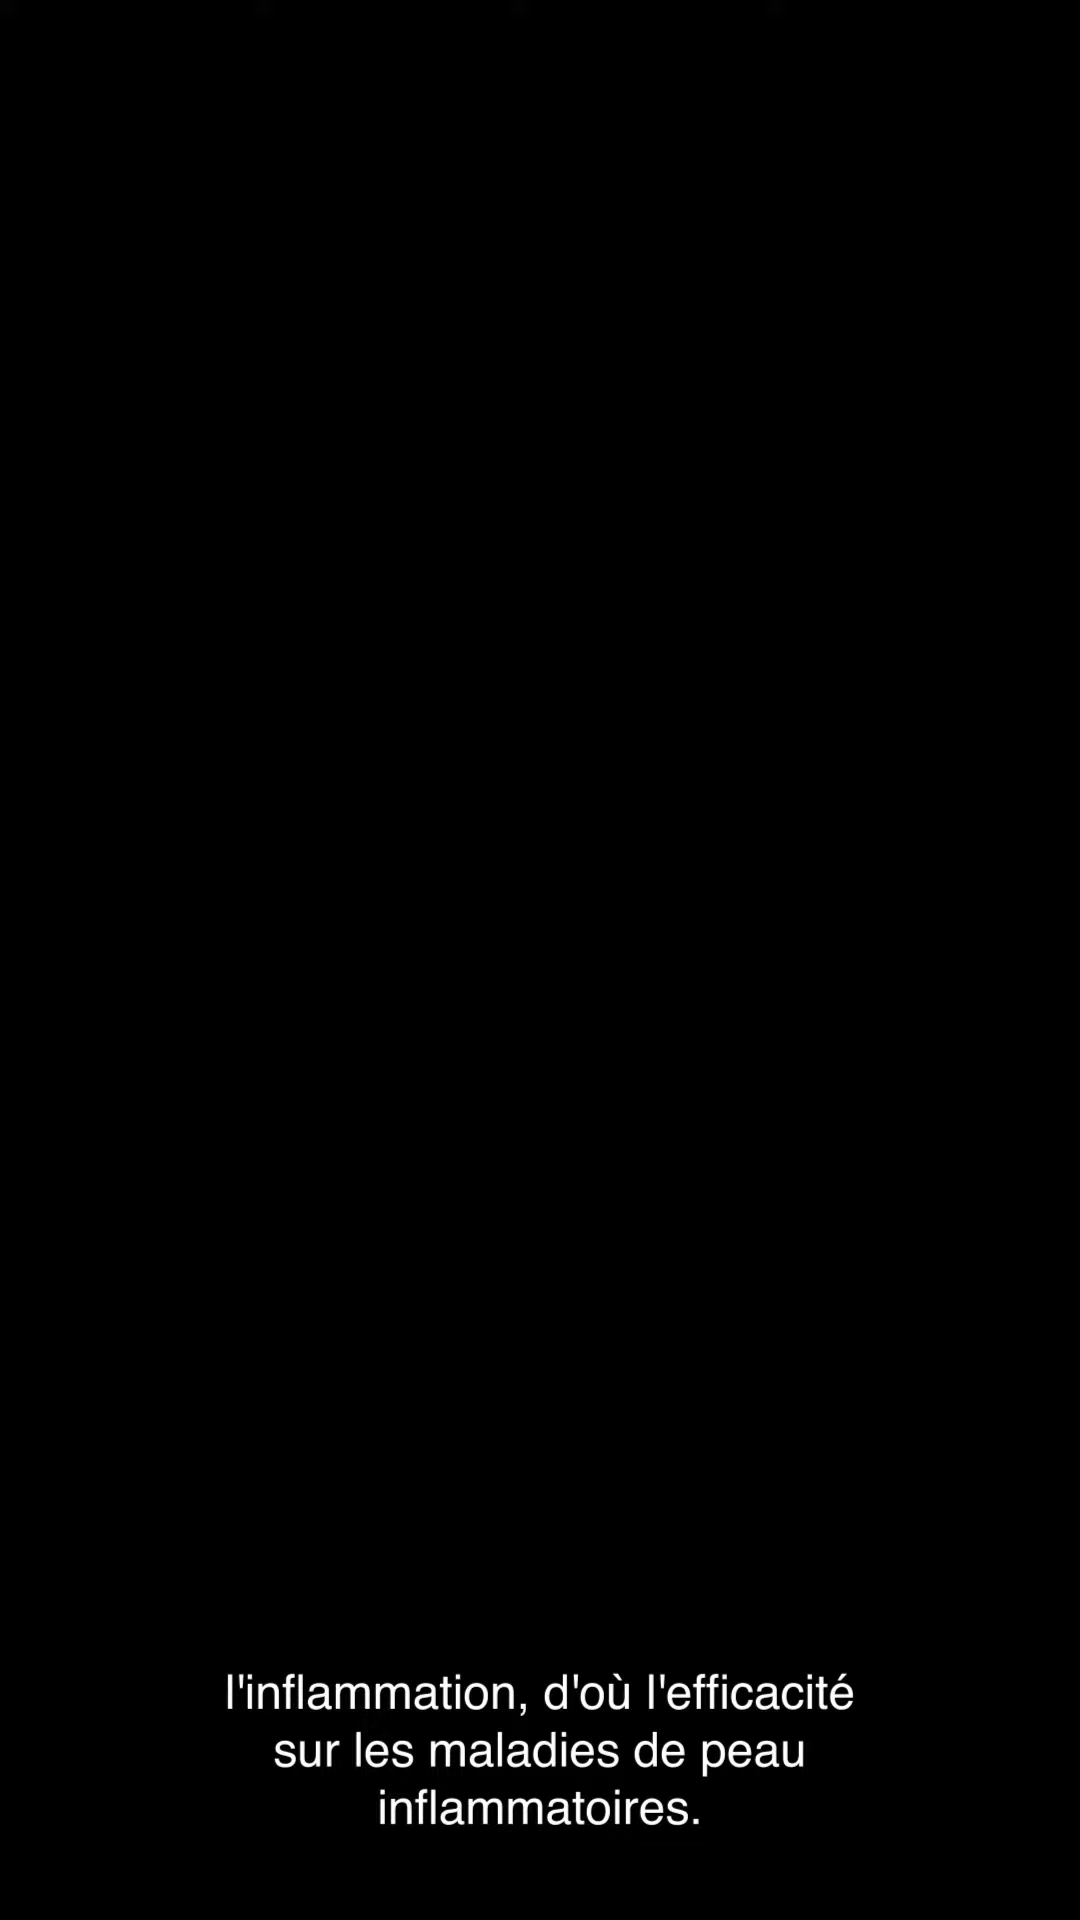 l'inflammation, d'où l'efficacité
sur les maladies de peau
inflammatoires.